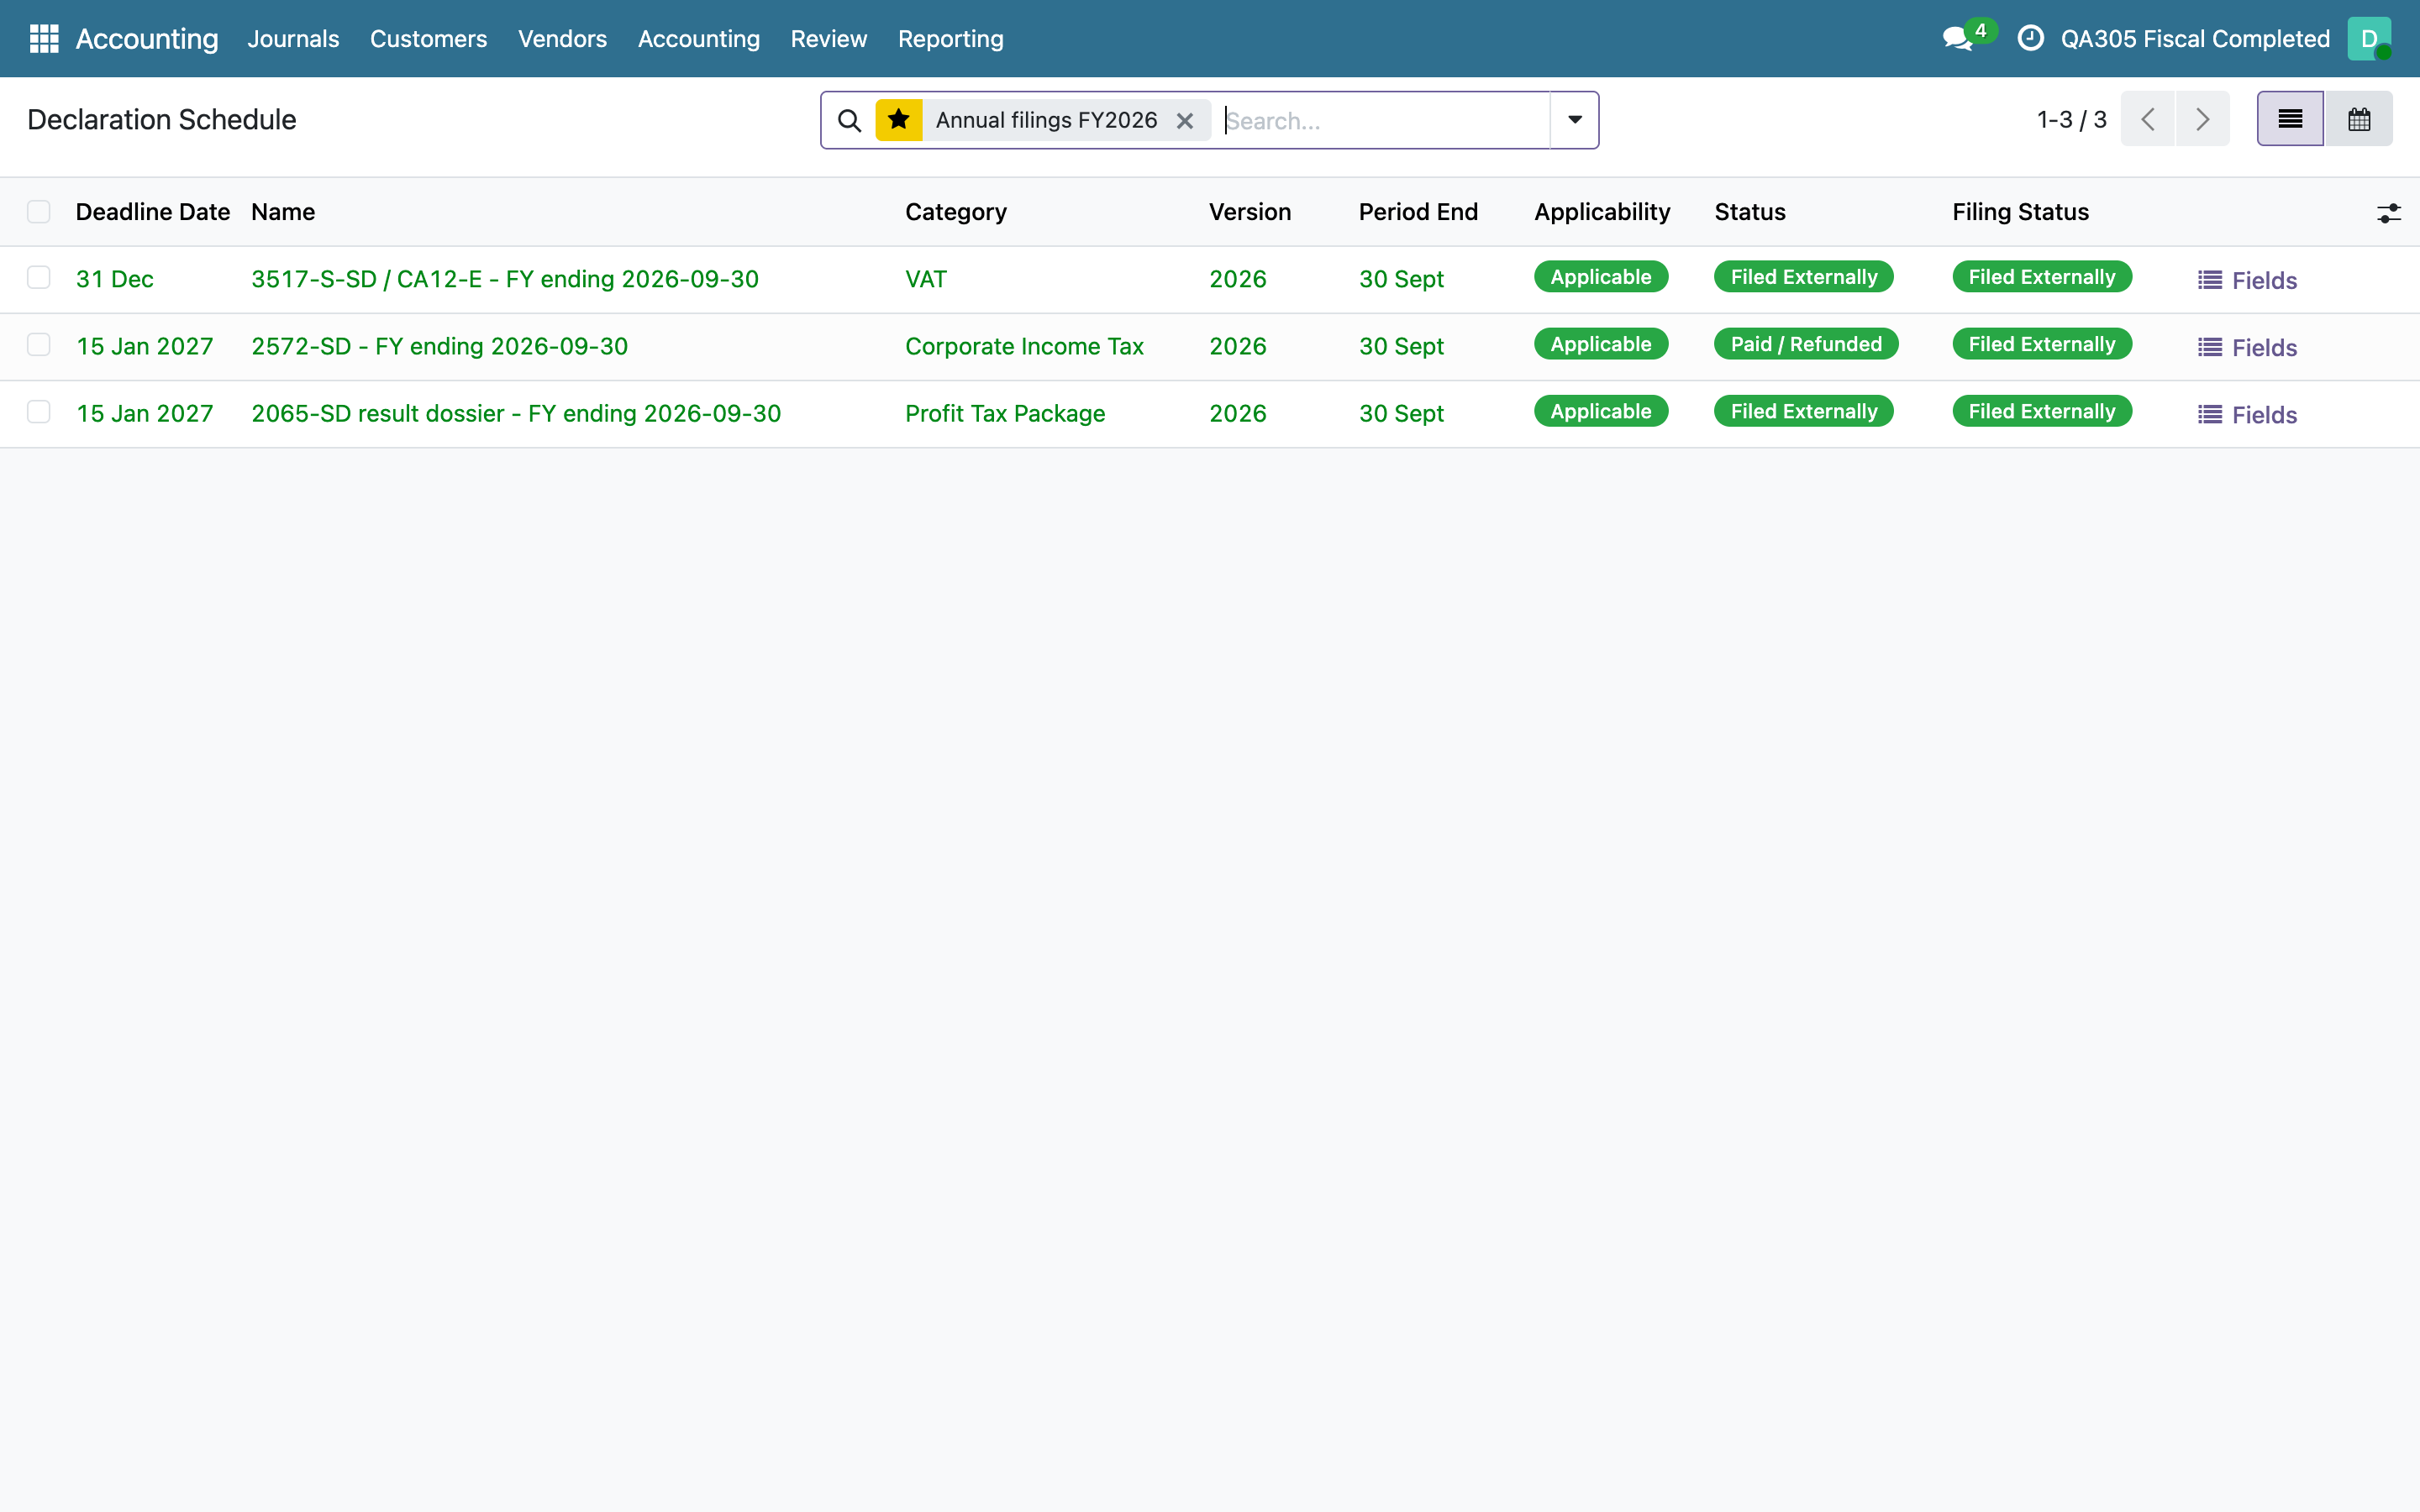 Accounting Journals Customers Vendors Accounting Review Reporting 4 QA305 Fiscal Completed D
Declaration Schedule Annual filings FY2026 Search... 1-3 / 3
Deadline Date Name Category Version Period End Applicability Status Filing Status
31 Dec 3517-S-SD / CA12-E - FY ending 2026-09-30 VAT 2026 30 Sept Applicable Filed Externally Filed Externally Fields
15 Jan 2027 2572-SD - FY ending 2026-09-30 Corporate Income Tax 2026 30 Sept Applicable Paid / Refunded Filed Externally Fields
15 Jan 2027 2065-SD result dossier - FY ending 2026-09-30 Profit Tax Package 2026 30 Sept Applicable Filed Externally Filed Externally Fields